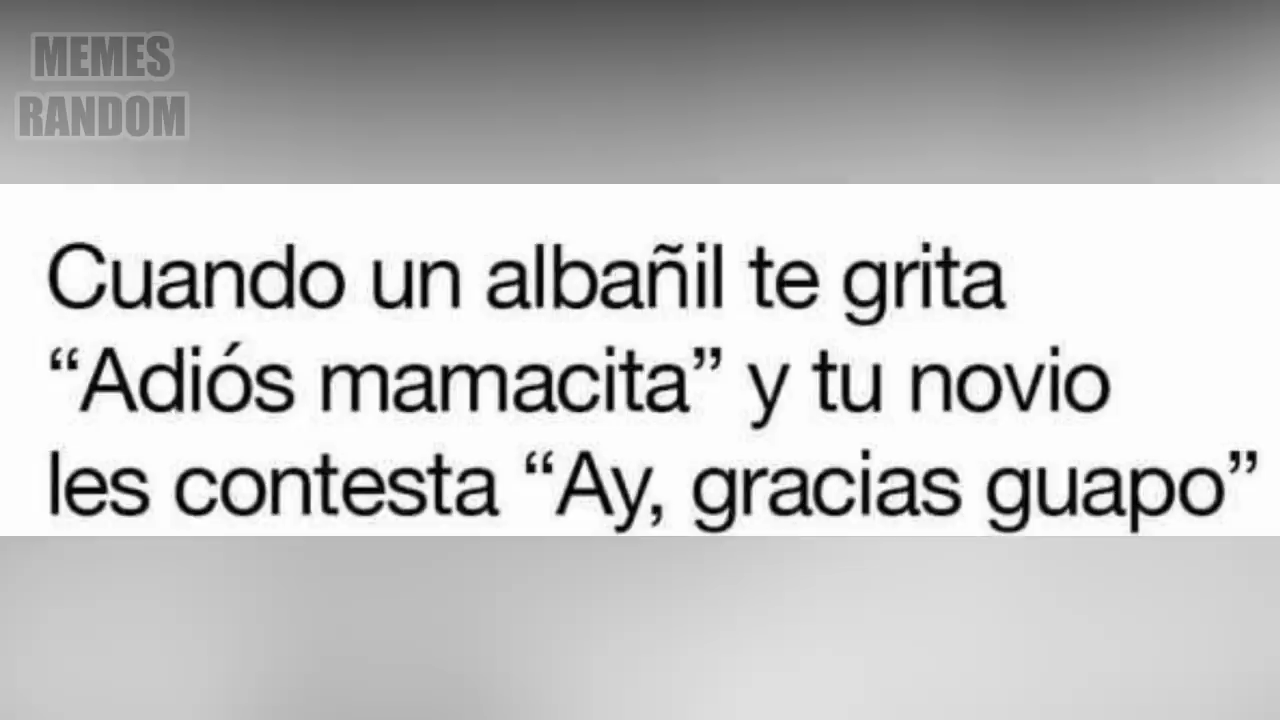 MEMES
RANDOM
Cuando un albañil te grita
“Adiós mamacita” y tu novio
les contesta “Ay, gracias guapo”